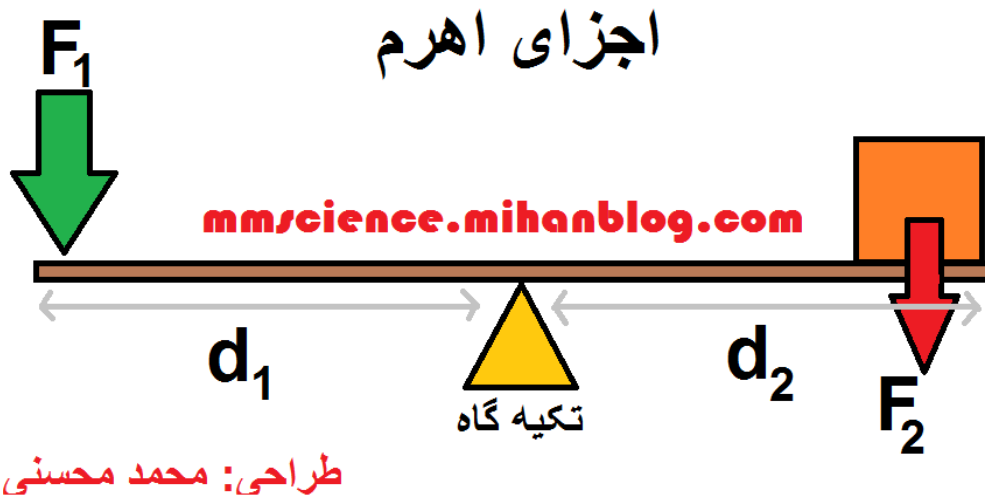 اجزای اهرم
F1
mmscience.mihanblog.com
d1
d2
تکیه گاه
F2
طراحی: محمد محسنی